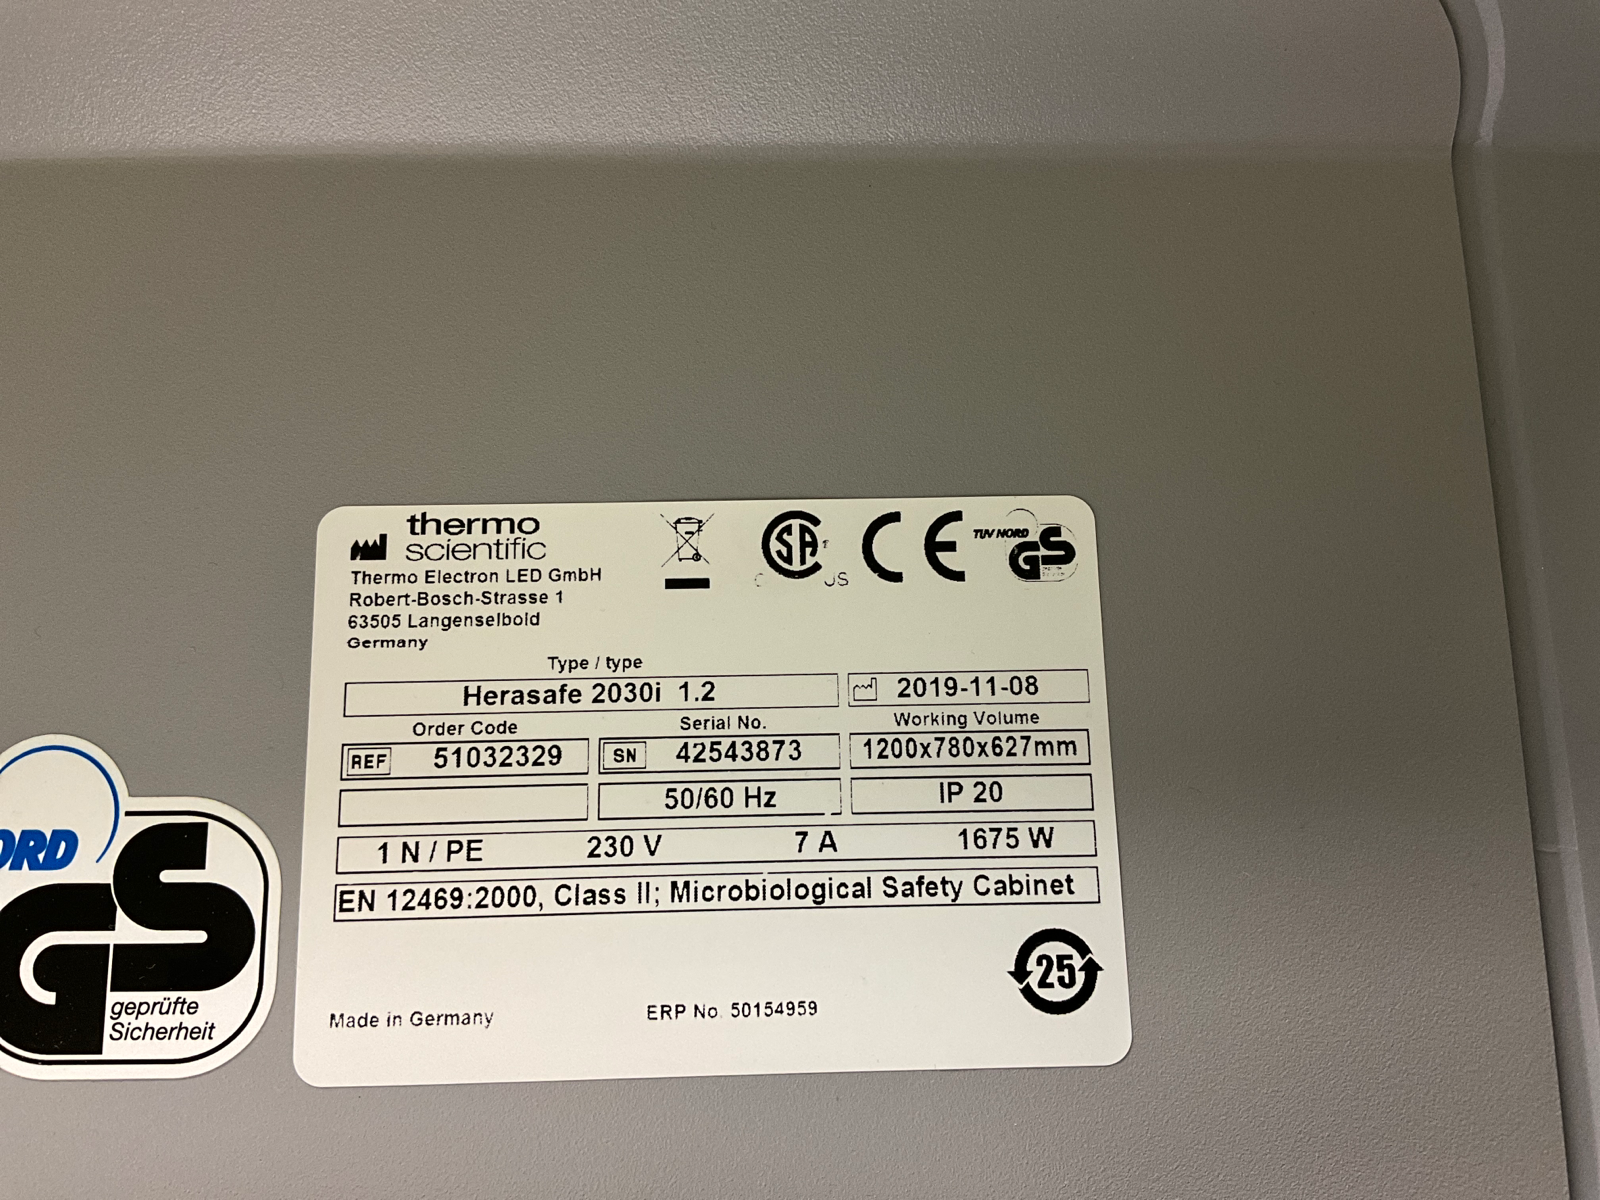 thermo
scientific
Thermo Electron LED GmbH
Robert-Bosch-Strasse 1
63505 Langenselbold
Germany
SA
US
CE
TUV NORD
GS
Type / type
Herasafe 2030i 1.2
2019-11-08
Order Code
Serial No.
Working Volume
REF 51032329
SN 42543873
1200x780x627mm
50/60 Hz
IP 20
1 N / PE 230 V 7 A 1675 W
EN 12469:2000, Class II; Microbiological Safety Cabinet
25
Made in Germany
ERP No. 50154959
ORD
GS
geprüfte
Sicherheit